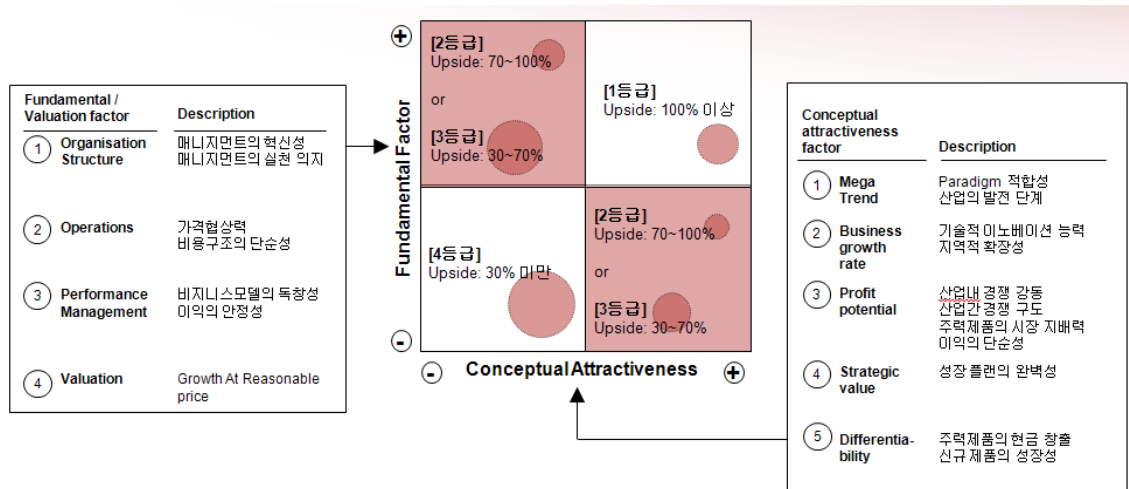 Fundamental /
Valuation factor
Description
1
Organisation
Structure
매니지먼트의 혁신성
매니지먼트의 실천 의지
2
Operations
가격협상력
비용구조의 단순성
3
Performance
Management
비지니스모델의 독창성
이익의 안정성
4
Valuation
Growth At Reasonable
price
+
Fundamental Factor
-
[2등급]
Upside: 70~100%
or
[3등급]
Upside: 30~70%
[1등급]
Upside: 100% 이상
[4등급]
Upside: 30% 미만
[2등급]
Upside: 70~100%
or
[3등급]
Upside: 30~70%
-
Conceptual Attractiveness
+
Conceptual
attractiveness
factor
Description
1
Mega
Trend
Paradigm 적합성
산업의 발전 단계
2
Business
growth
rate
기술적 이노베이션 능력
지역적 확장성
3
Profit
potential
산업내 경쟁 강동
산업간 경쟁 구도
주력제품의 시장 지배력
이익의 단순성
4
Strategic
value
성장 플랜의 완벽성
5
Differentia-
bility
주력제품의 현금 창출
신규 제품의 성장성